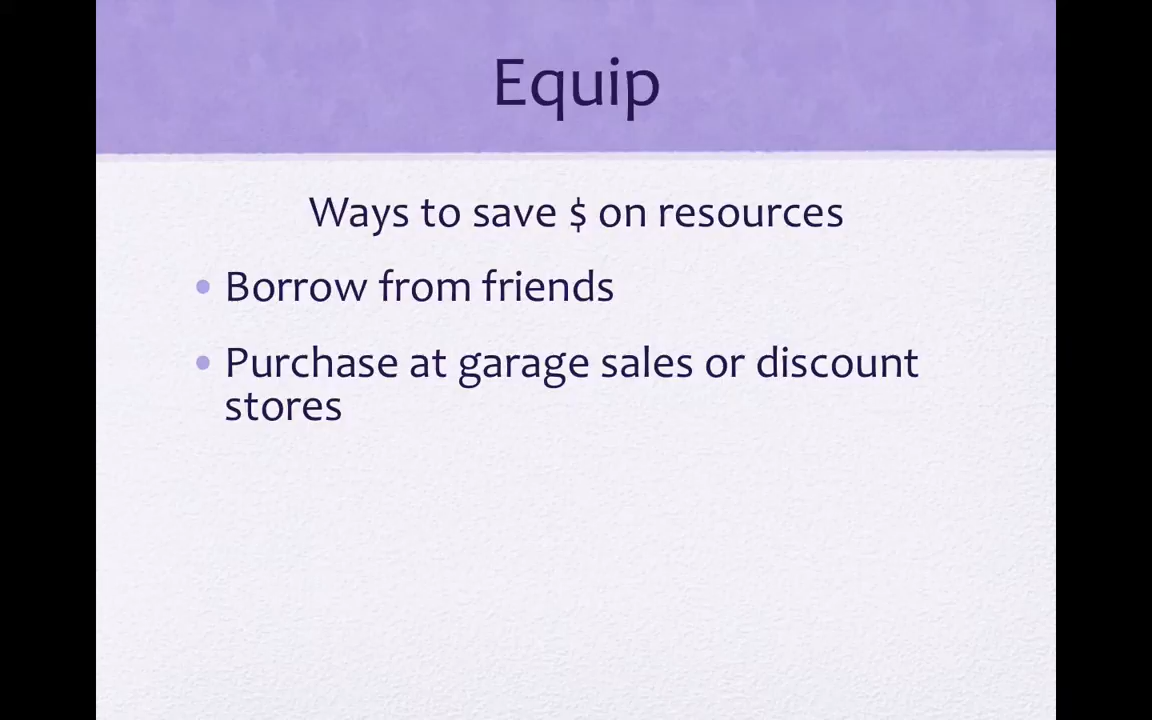 Equip
Ways to save $ on resources
• Borrow from friends
• Purchase at garage sales or discount
stores